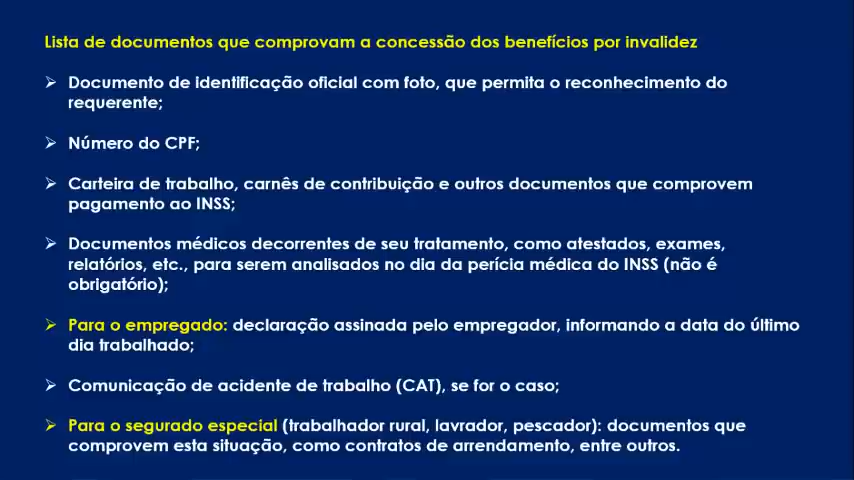 Lista de documentos que comprovam a concessão dos benefícios por invalidez
➢ Documento de identificação oficial com foto, que permita o reconhecimento do
requerente;
➢ Número do CPF;
➢ Carteira de trabalho, carnês de contribuição e outros documentos que comprovem
pagamento ao INSS;
➢ Documentos médicos decorrentes de seu tratamento, como atestados, exames,
relatórios, etc., para serem analisados no dia da perícia médica do INSS (não é
obrigatório);
➢ Para o empregado: declaração assinada pelo empregador, informando a data do último
dia trabalhado;
➢ Comunicação de acidente de trabalho (CAT), se for o caso;
➢ Para o segurado especial (trabalhador rural, lavrador, pescador): documentos que
comprovem esta situação, como contratos de arrendamento, entre outros.